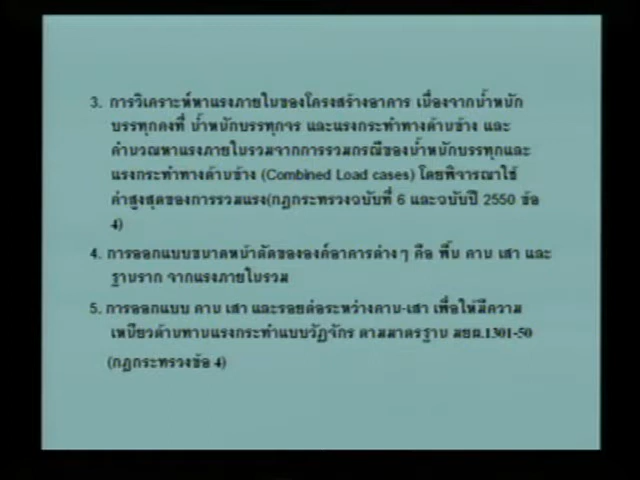 3. การวิเคราะห์หาแรงภายในของโครงสร้างอาคาร เนื่องจากน้ำหนัก
บรรทุกคงที่ น้ำหนักบรรทุกจร และแรงกระทำทางด้านข้าง และ
คำนวณหาแรงภายในรวมจากการรวมกรณีของน้ำหนักบรรทุกและ
แรงกระทำทางด้านข้าง (Combined Load cases) โดยพิจารณาใช้
ค่าสูงสุดของการรวมแรง(กฎกระทรวงฉบับที่ 6 และฉบับปี 2550 ข้อ
4)
4. การออกแบบขนาดหน้าตัดขององค์อาคารต่างๆ คือ พื้น คาน เสา และ
ฐานราก จากแรงภายในรวม
5. การออกแบบ คาน เสา และรอยต่อระหว่างคาน-เสา เพื่อให้มีความ
เหนียวต้านทานแรงกระทำแบบวัฏจักร ตามมาตรฐาน มยผ.1301-50
(กฎกระทรวงข้อ 4)